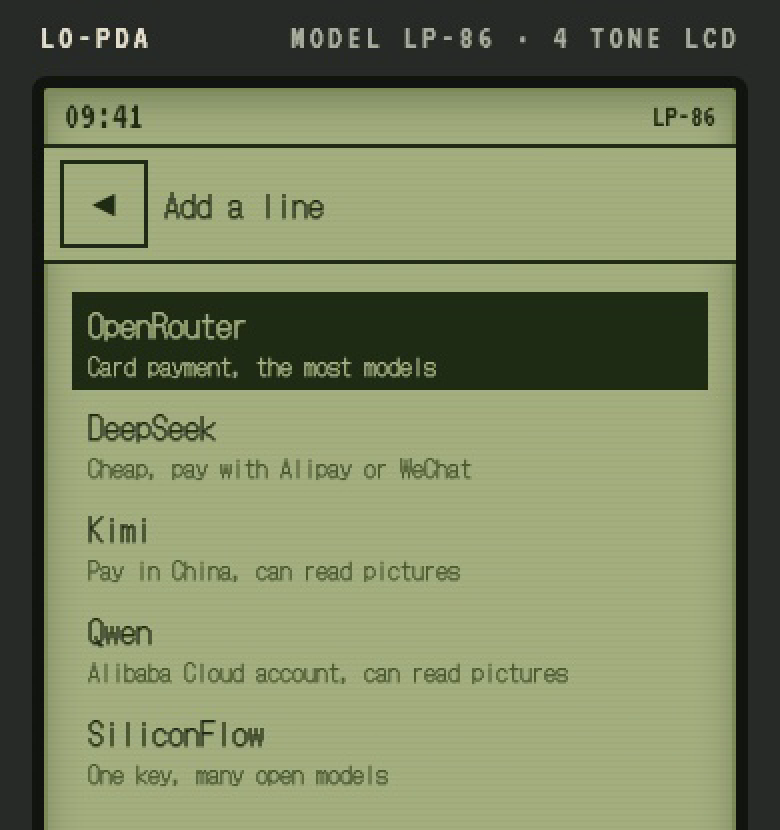 LO-PDA MODEL LP-86 · 4 TONE LCD
09:41 LP-86
◀ Add a line
OpenRouter
Card payment, the most models
DeepSeek
Cheap, pay with Alipay or WeChat
Kimi
Pay in China, can read pictures
Qwen
Alibaba Cloud account, can read pictures
SiliconFlow
One key, many open models